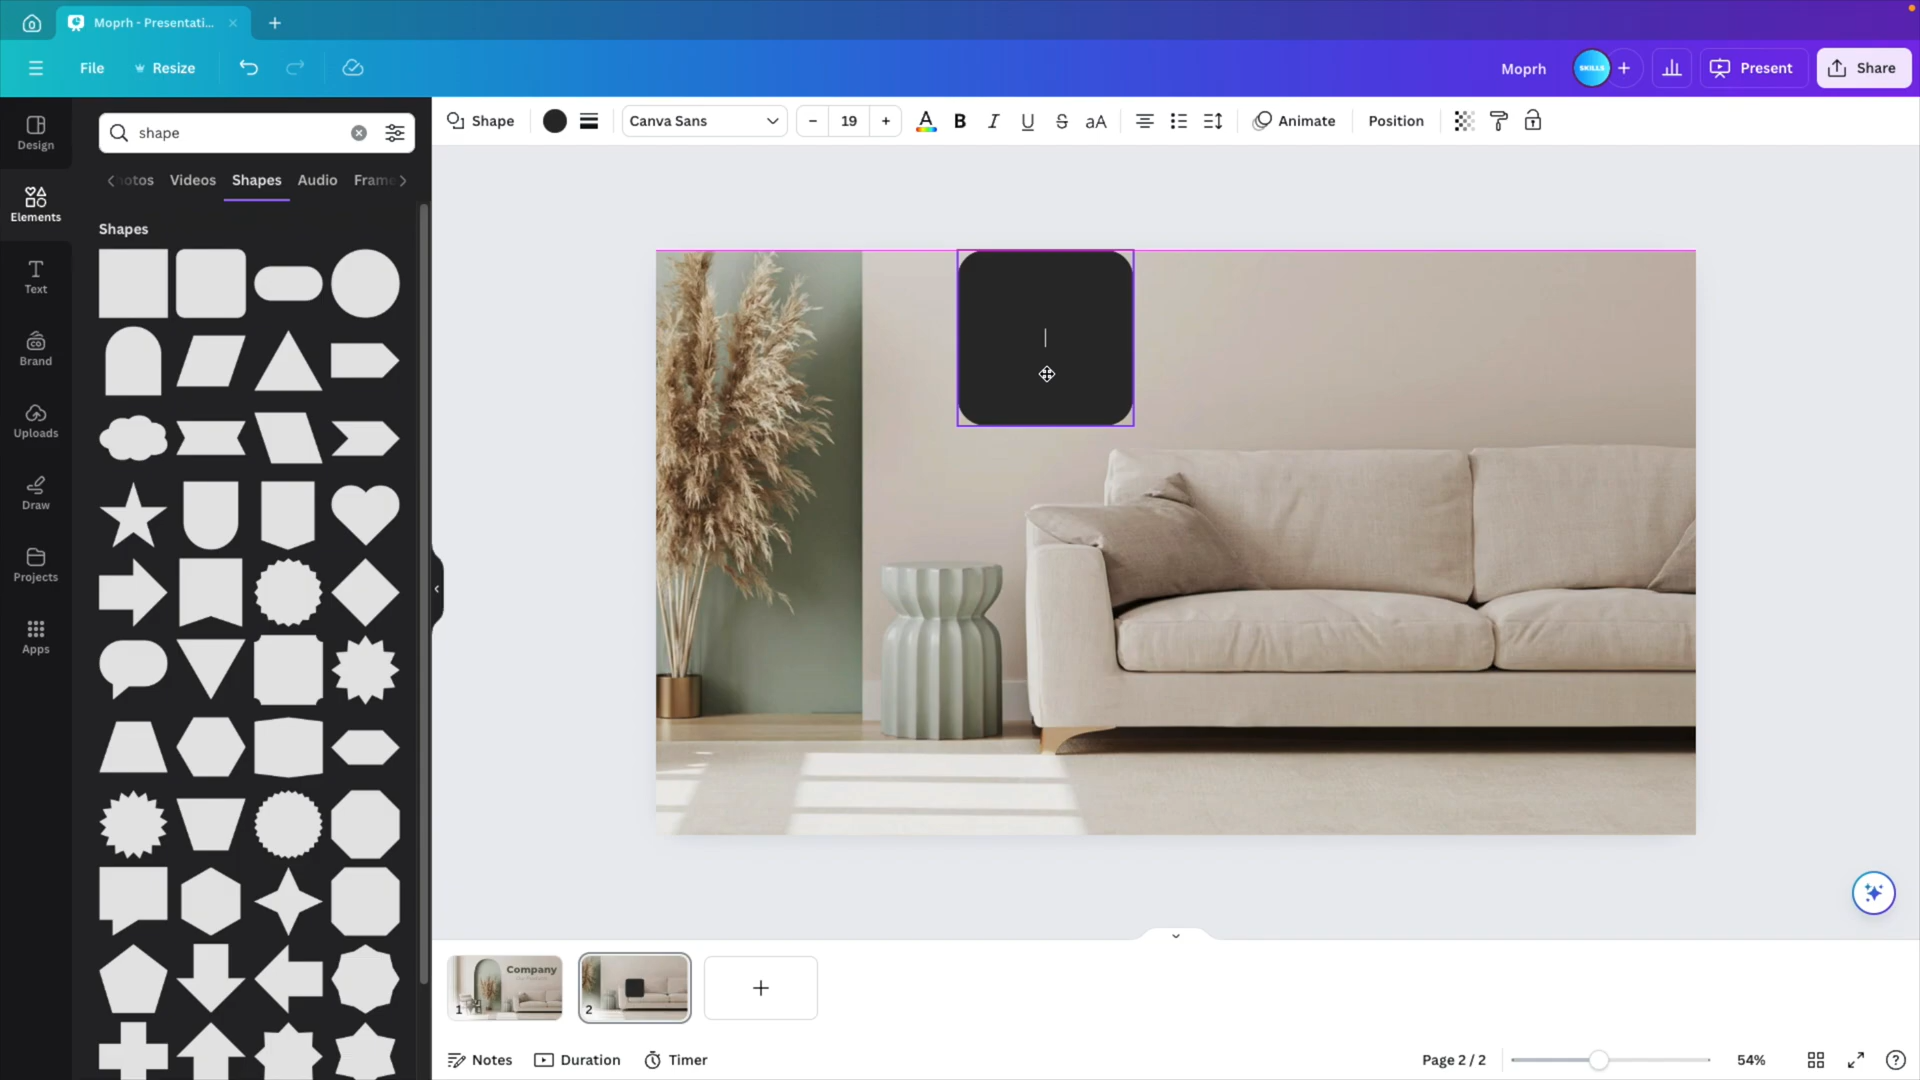 Moprh - Presentati...
File
Resize
Moprh
SKILLS
Present
Share
Design
Elements
Text
Brand
Uploads
Draw
Projects
Apps
shape
otos
Videos
Shapes
Audio
Frame
Shapes
Shape
Canva Sans
19
A
B
I
U
S
aA
Animate
Position
Company
1
2
Notes
Duration
Timer
Page 2 / 2
54%